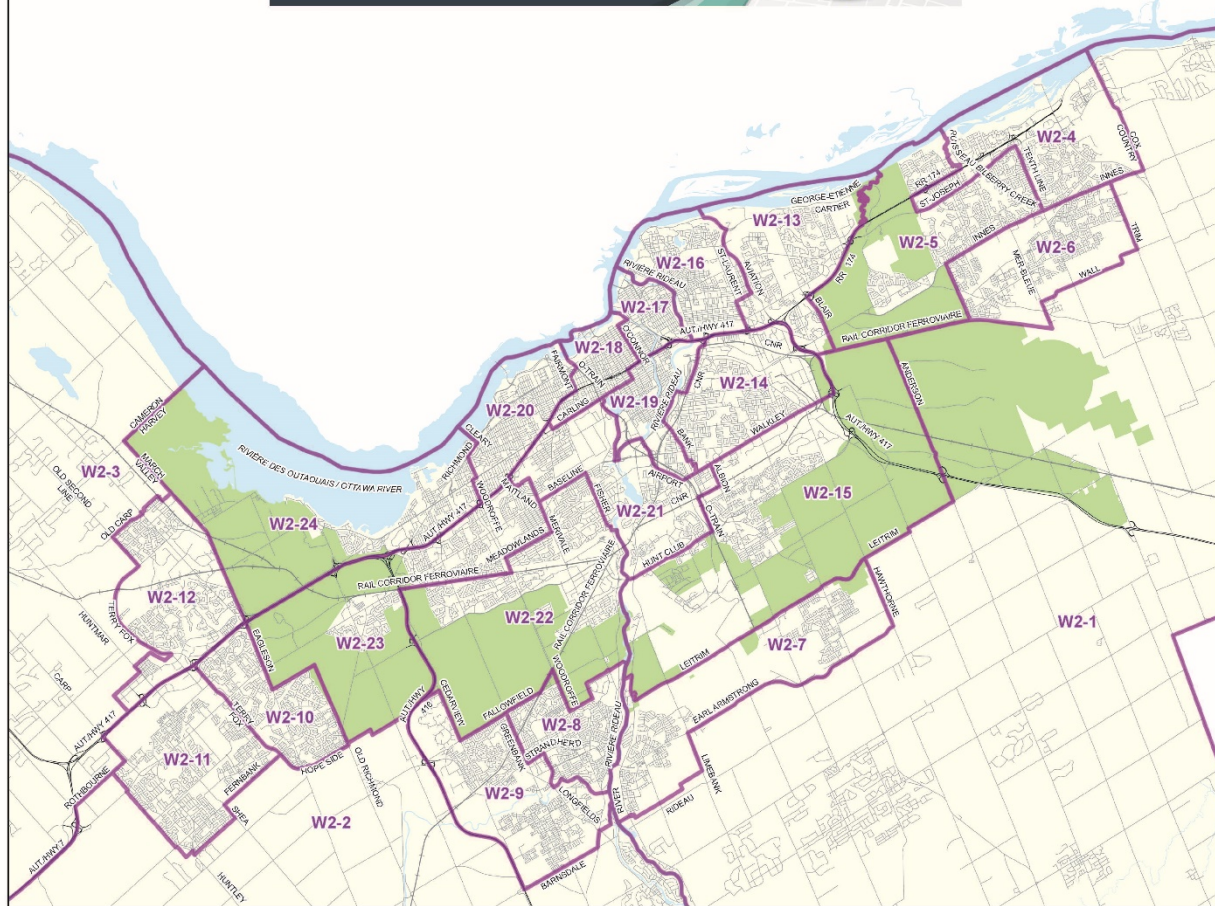 COX
COUNTRY
W2-4
RUISSEAU BILBERRY CREEK
TENTH LINE
RR 174
ST-JOSEPH
INNES
GEORGE-ETIENNE
CARTIER
W2-13
W2-5
INNES
W2-6
TRIM
MER-BLEUE
WALL
W2-16
RIVIÈRE RIDEAU
ST-LAURENT
AVIATION
RR 174
BLAIR
W2-17
AUT./HWY 417
RAIL CORRIDOR FERROVIAIRE
W2-18
O'CONNOR
FAIRMONT
O-TRAIN
CNR
W2-14
CNR
RIVIÈRE RIDEAU
W2-19
W2-20
CARLING
ANDERSON
CAMERON
HARVEY
BANK
WALKLEY
AUT./HWY 417
CLEARY
RICHMOND
RIVIÈRE DES OUTAOUAIS / OTTAWA RIVER
W2-3
MARCH
VALLEY
OLD SECOND
LINE
BASELINE
MAITLAND
WOODROFFE
FISHER
AIRPORT
CNR
ALBION
O-TRAIN
W2-15
OLD CARP
W2-24
W2-21
AUT./HWY 417
MERIVALE
MEADOWLANDS
HUNT CLUB
LEITRIM
RAIL CORRIDOR FERROVIAIRE
W2-12
TERRY FOX
HUNTMAR
HAWTHORNE
RAIL CORRIDOR FERROVIAIRE
W2-22
W2-1
EAGLESON
W2-23
W2-7
LEITRIM
WOODROFFE
CARP
AUT./HWY
416
CEDARVIEW
FALLOWFIELD
EARL ARMSTRONG
W2-10
TERRY
FOX
W2-8
GREENBANK
STRANDHERD
RIVIÈRE RIDEAU
AUT./HWY 417
HOPE SIDE
OLD RICHMOND
LIMEBANK
W2-11
FERNBANK
ROTHBOURNE
W2-9
LONGFIELDS
RIVER
RIDEAU
SHEA
W2-2
AUT./HWY 7
HUNTLEY
BARNSDALE